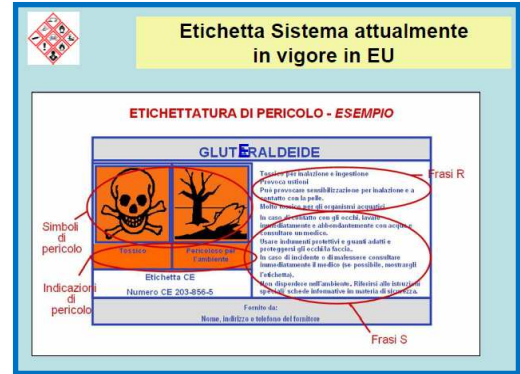 Etichetta Sistema attualmente
in vigore in EU
ETICHETTATURA DI PERICOLO - ESEMPIO
GLUTERALDEIDE
Tossico per inalazione e ingestione
Provoca ustioni
Può provocare sensibilizzazione per inalazione e a
contatto con la pelle.
Molto tossico per gli organismi acquatici
Frasi R
In caso di contatto con gli occhi, lavare
immediatamente e abbondantemente con acqua e
consultare un medico.
Usare indumenti protettivi e guanti adatti e
proteggersi gli occhi/la faccia.
In caso di incidente o di malessere consultare
immediatamente il medico (se possibile, mostrargli
l'etichetta).
Non disperdere nell'ambiente. Riferirsi alle istruzioni
speciali schede informative in materia di sicurezza.
Frasi S
Simboli
di
pericolo
Tossico
Pericoloso per
l'ambiente
Indicazioni
di
pericolo
Etichetta CE
Numero CE 203-856-5
Fornito da:
Nome, indirizzo e telefono del fornitore